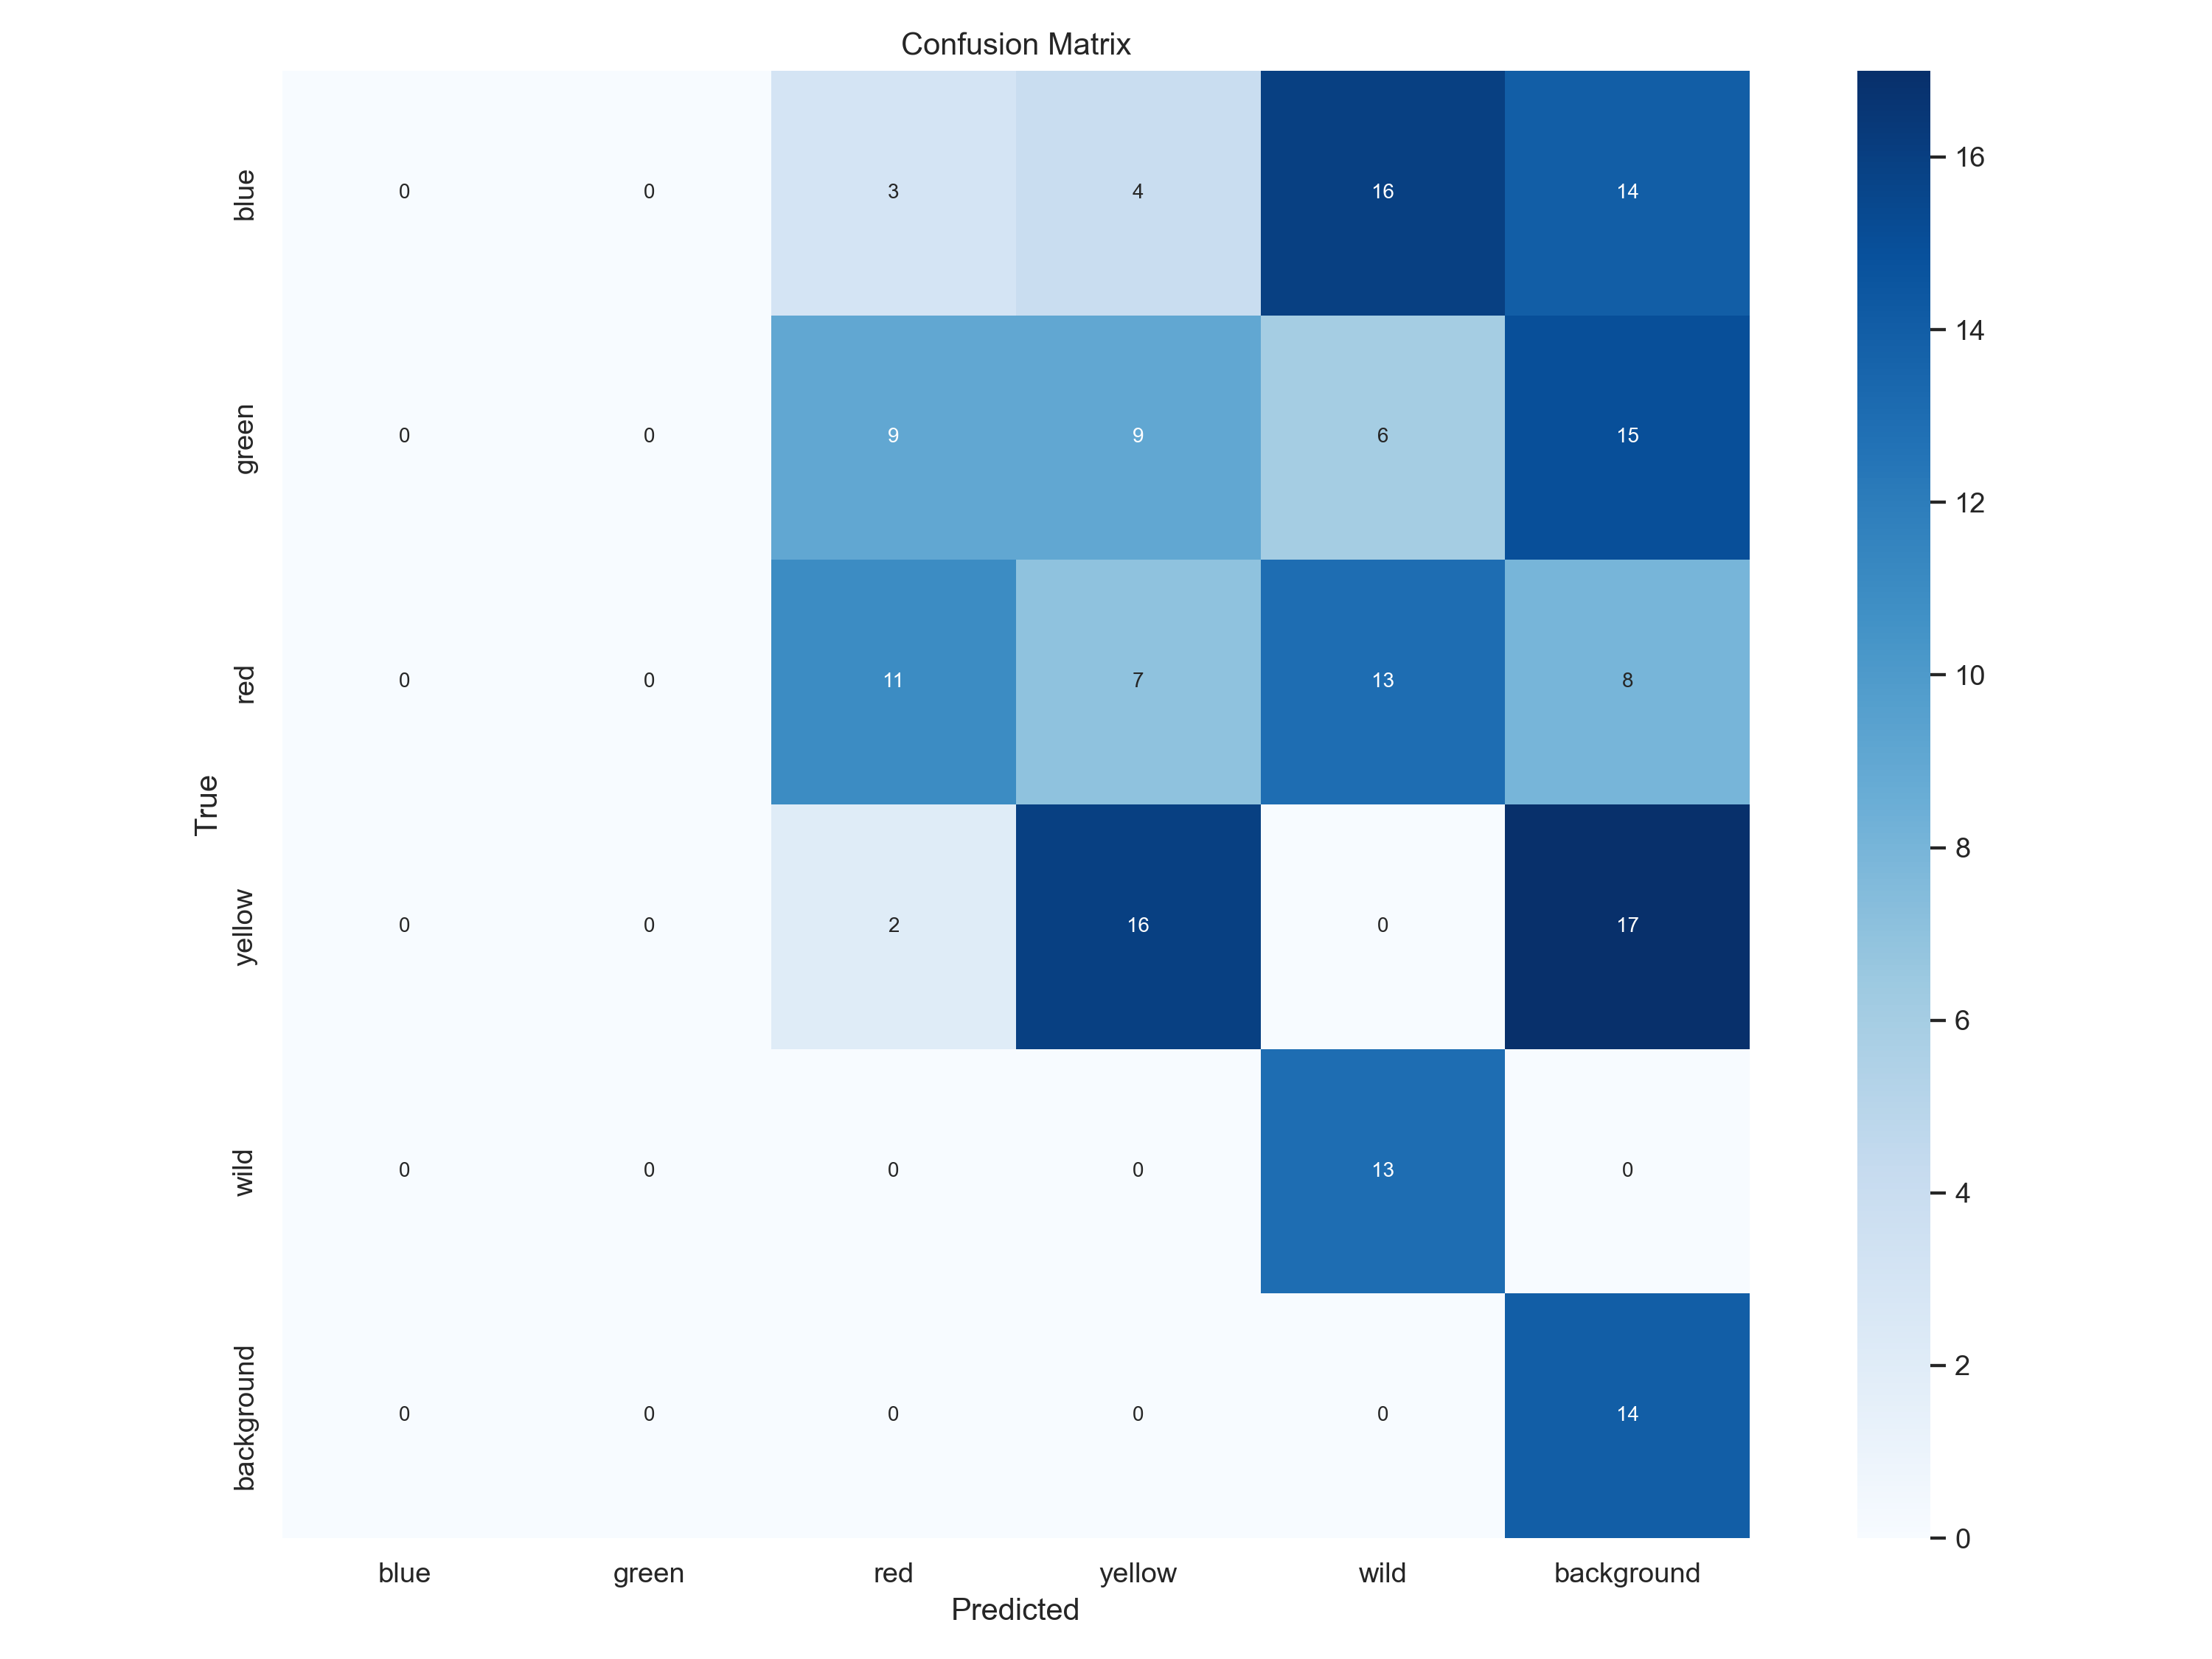 Confusion Matrix
blue 0 0 3 4 16 14
green 0 0 9 9 6 15
red 0 0 11 7 13 8
yellow 0 0 2 16 0 17
wild 0 0 0 0 13 0
background 0 0 0 0 0 14
True
blue green red yellow wild background
Predicted
16
14
12
10
8
6
4
2
0